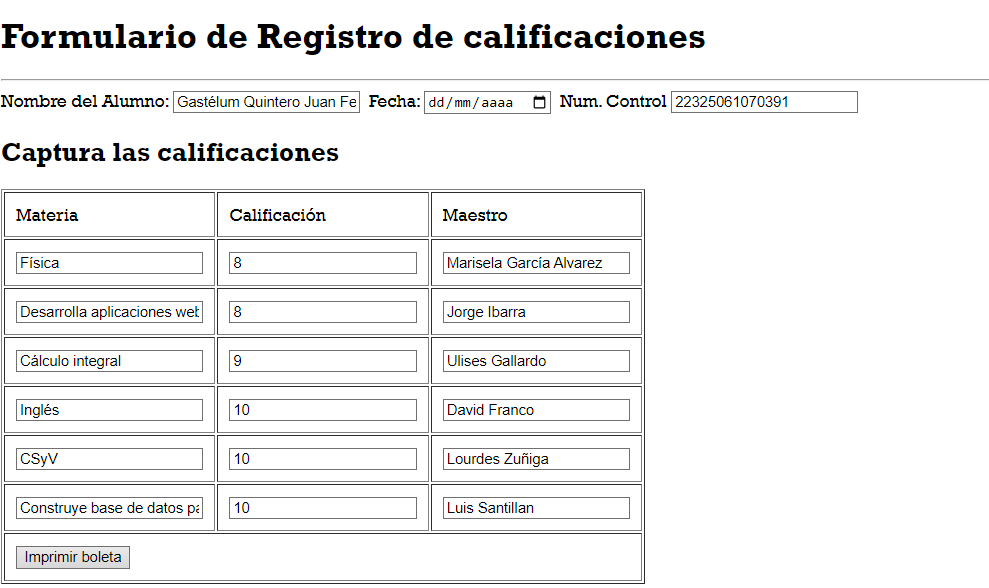 Formulario de Registro de calificaciones
Nombre del Alumno: Gastélum Quintero Juan Fe Fecha: dd/mm/aaaa Num. Control 22325061070391
Captura las calificaciones
Materia Calificación Maestro
Física 8 Marisela García Alvarez
Desarrolla aplicaciones web 8 Jorge Ibarra
Cálculo integral 9 Ulises Gallardo
Inglés 10 David Franco
CSyV 10 Lourdes Zuñiga
Construye base de datos pa 10 Luis Santillan
Imprimir boleta